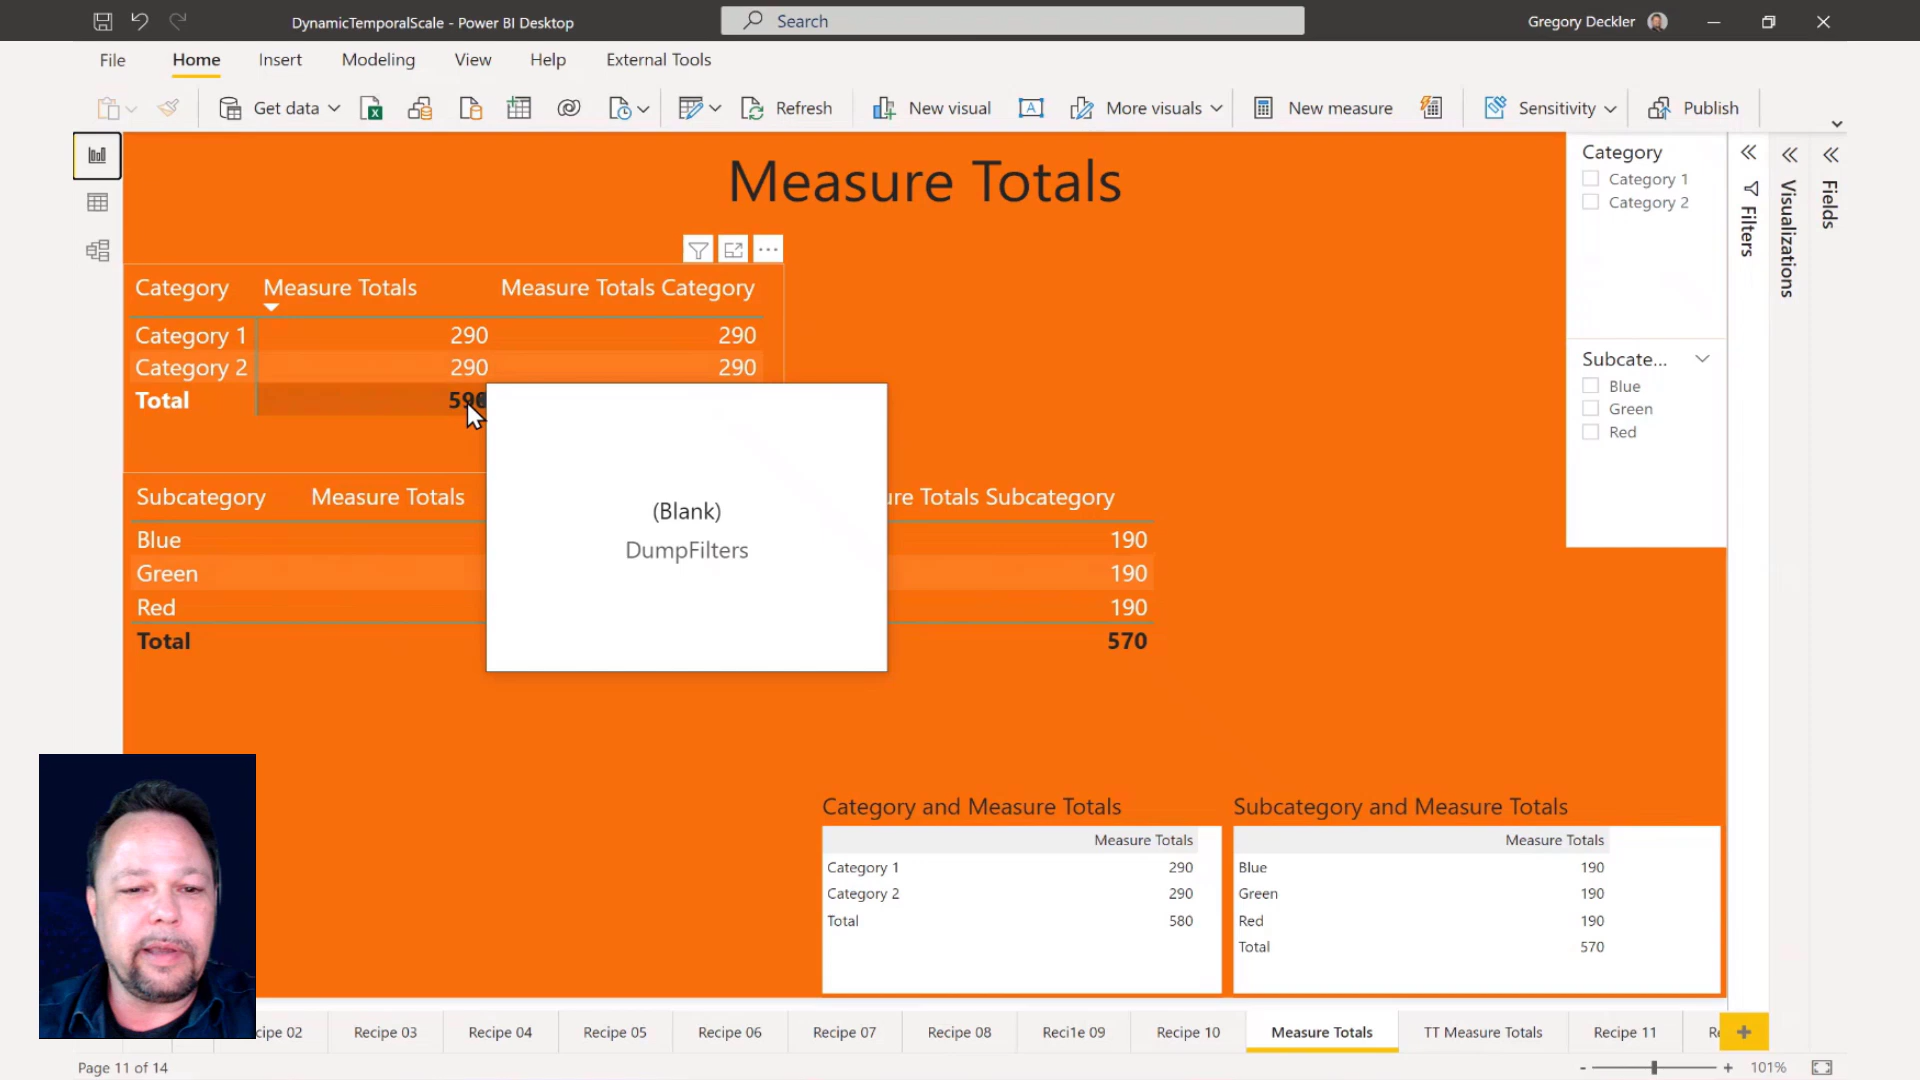 DynamicTemporalScale - Power BI Desktop
Search
Gregory Deckler
File Home Insert Modeling View Help External Tools
Get data Refresh New visual More visuals New measure Sensitivity Publish
Measure Totals
Category Measure Totals Measure Totals Category
Category 1 290 290
Category 2 290 290
Total
Subcategory Measure Totals Totals Subcategory
Blue 190
Green 190
Red 190
Total 570
(Blank)
DumpFilters
Category
Category 1
Category 2
Subcate...
Blue
Green
Red
Filters
Visualizations
Fields
Category and Measure Totals
Measure Totals
Category 1 290
Category 2 290
Total 580
Subcategory and Measure Totals
Measure Totals
Blue 190
Green 190
Red 190
Total 570
02 Recipe 03 Recipe 04 Recipe 05 Recipe 06 Recipe 07 Recipe 08 Reci1e 09 Recipe 10 Measure Totals TT Measure Totals Recipe 11
Page 11 of 14
- + 101%